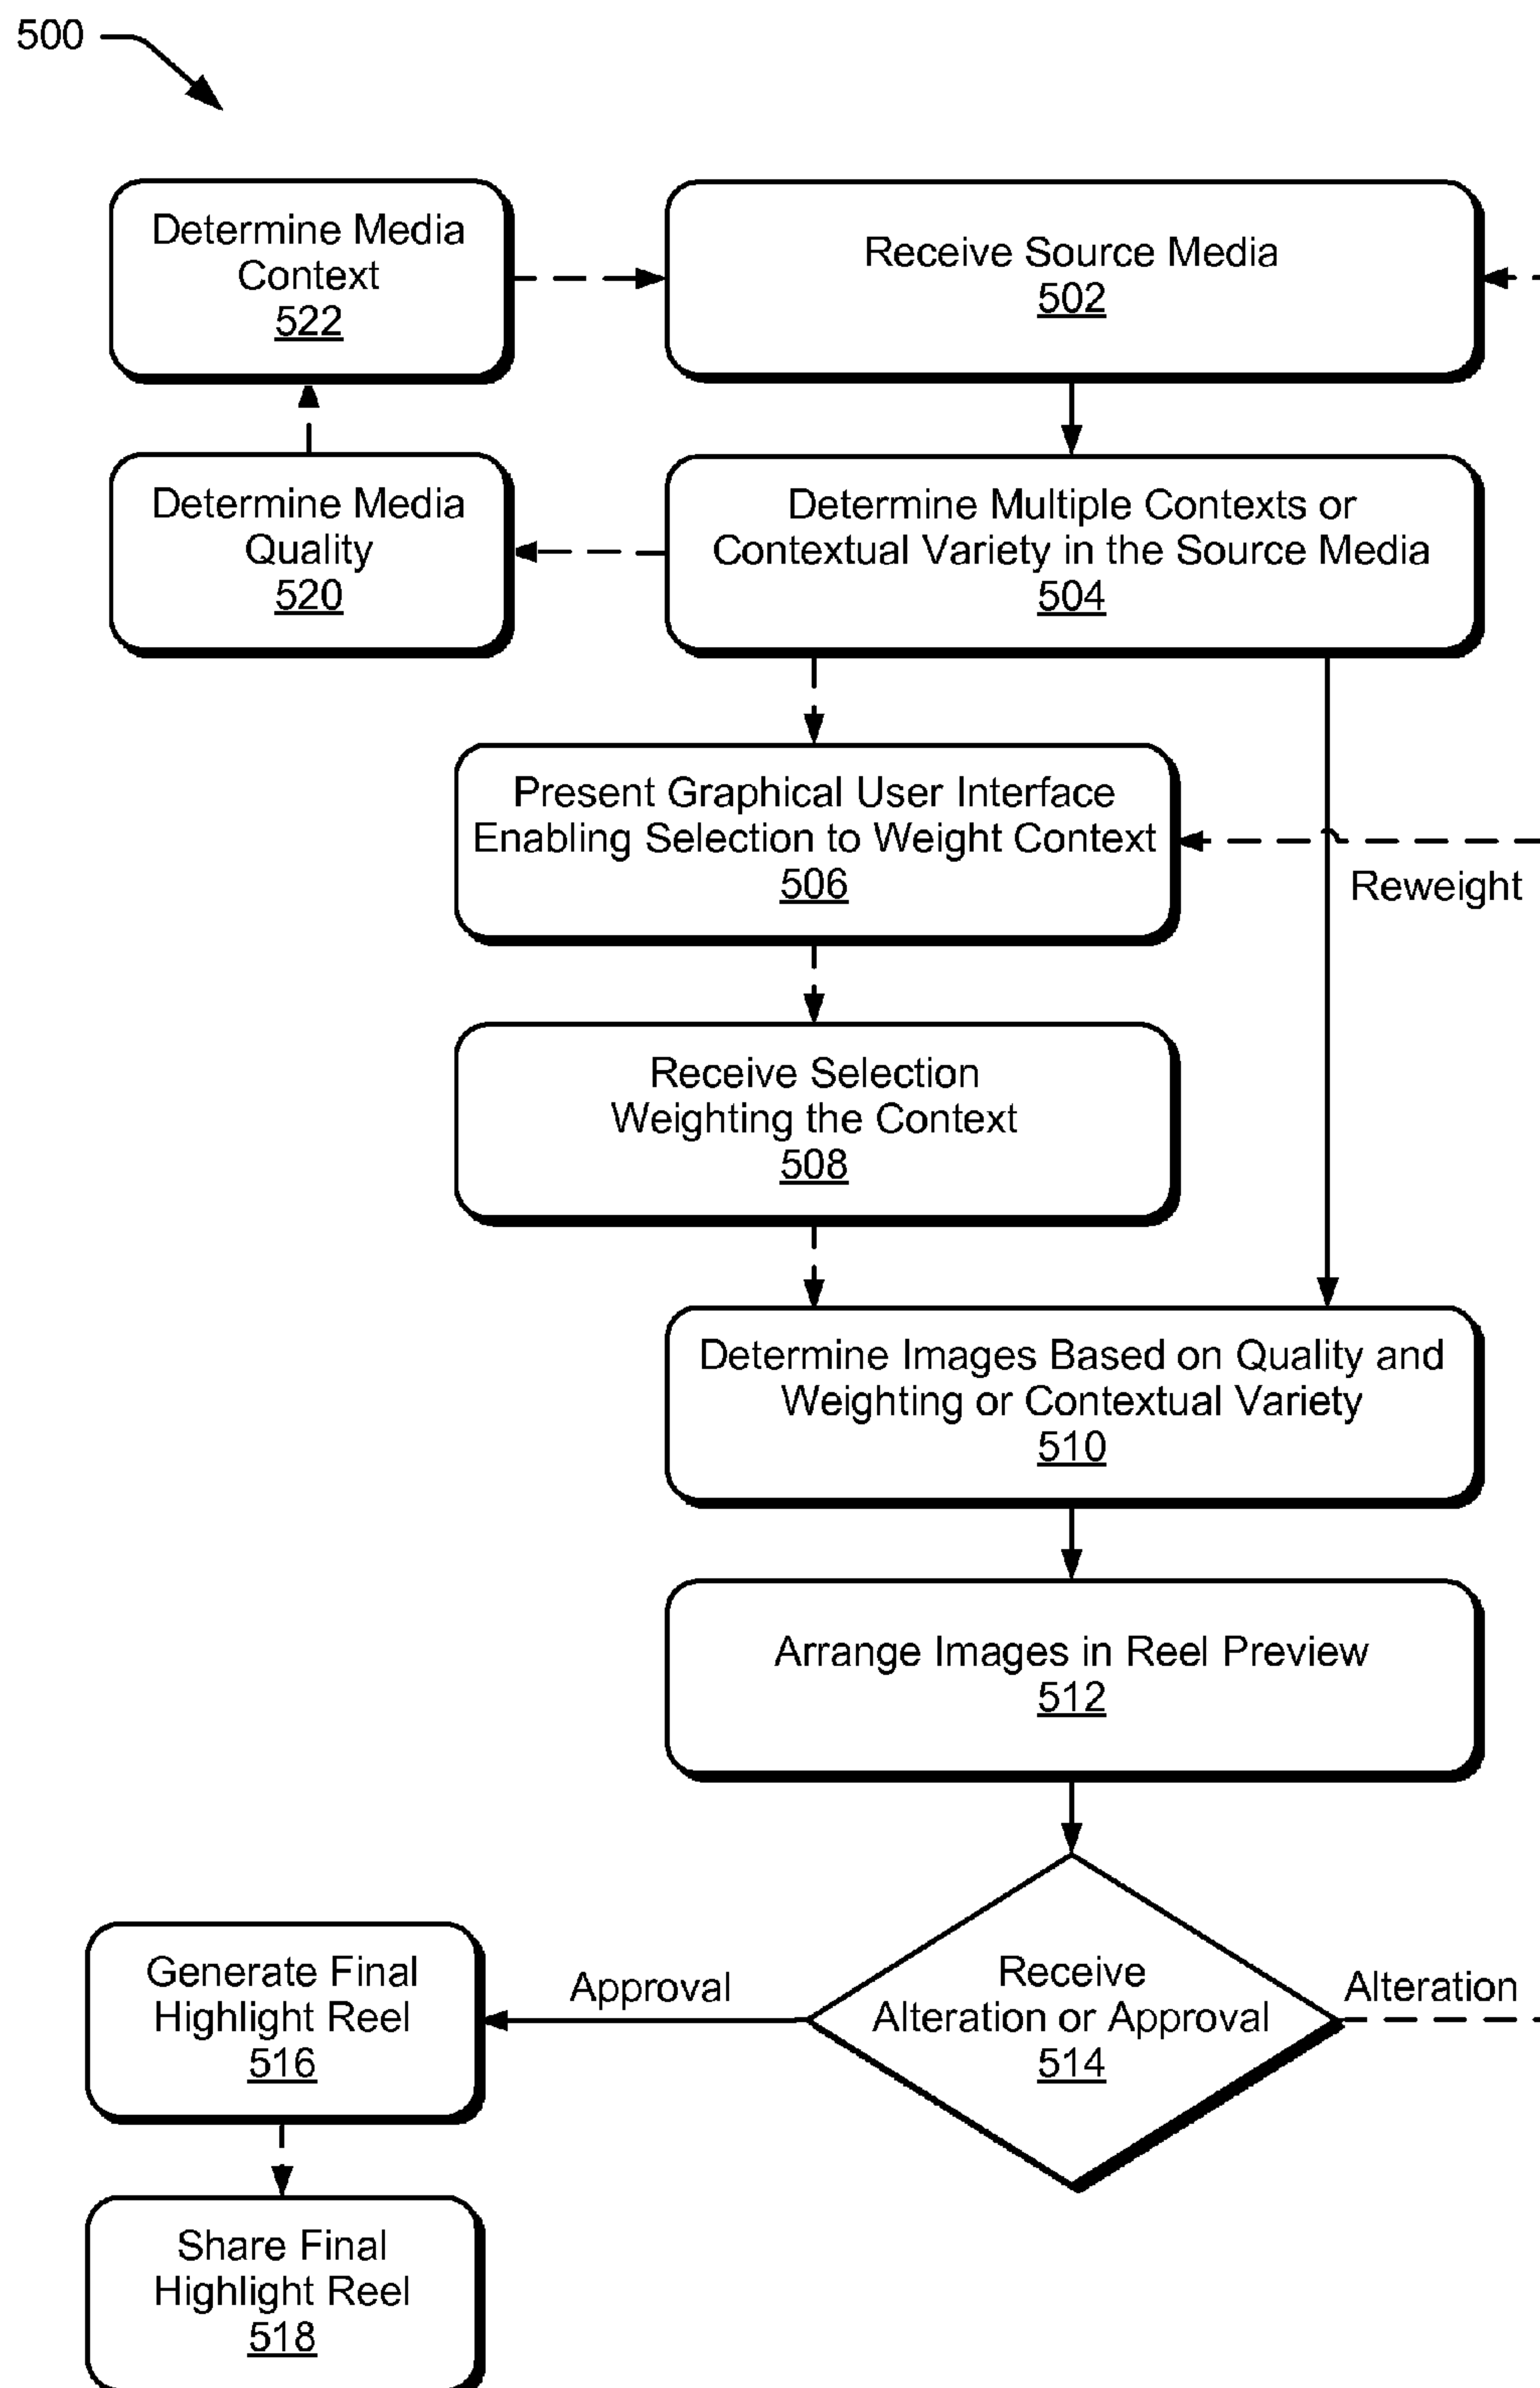 500
Determine Media
Context
522
Receive Source Media
502
Determine Media
Quality
520
Determine Multiple Contexts or
Contextual Variety in the Source Media
504
Present Graphical User Interface
Enabling Selection to Weight Context
506
Reweight
Receive Selection
Weighting the Context
508
Determine Images Based on Quality and
Weighting or Contextual Variety
510
Arrange Images in Reel Preview
512
Generate Final
Highlight Reel
516
Approval
Receive
Alteration or Approval
514
Alteration
Share Final
Highlight Reel
518